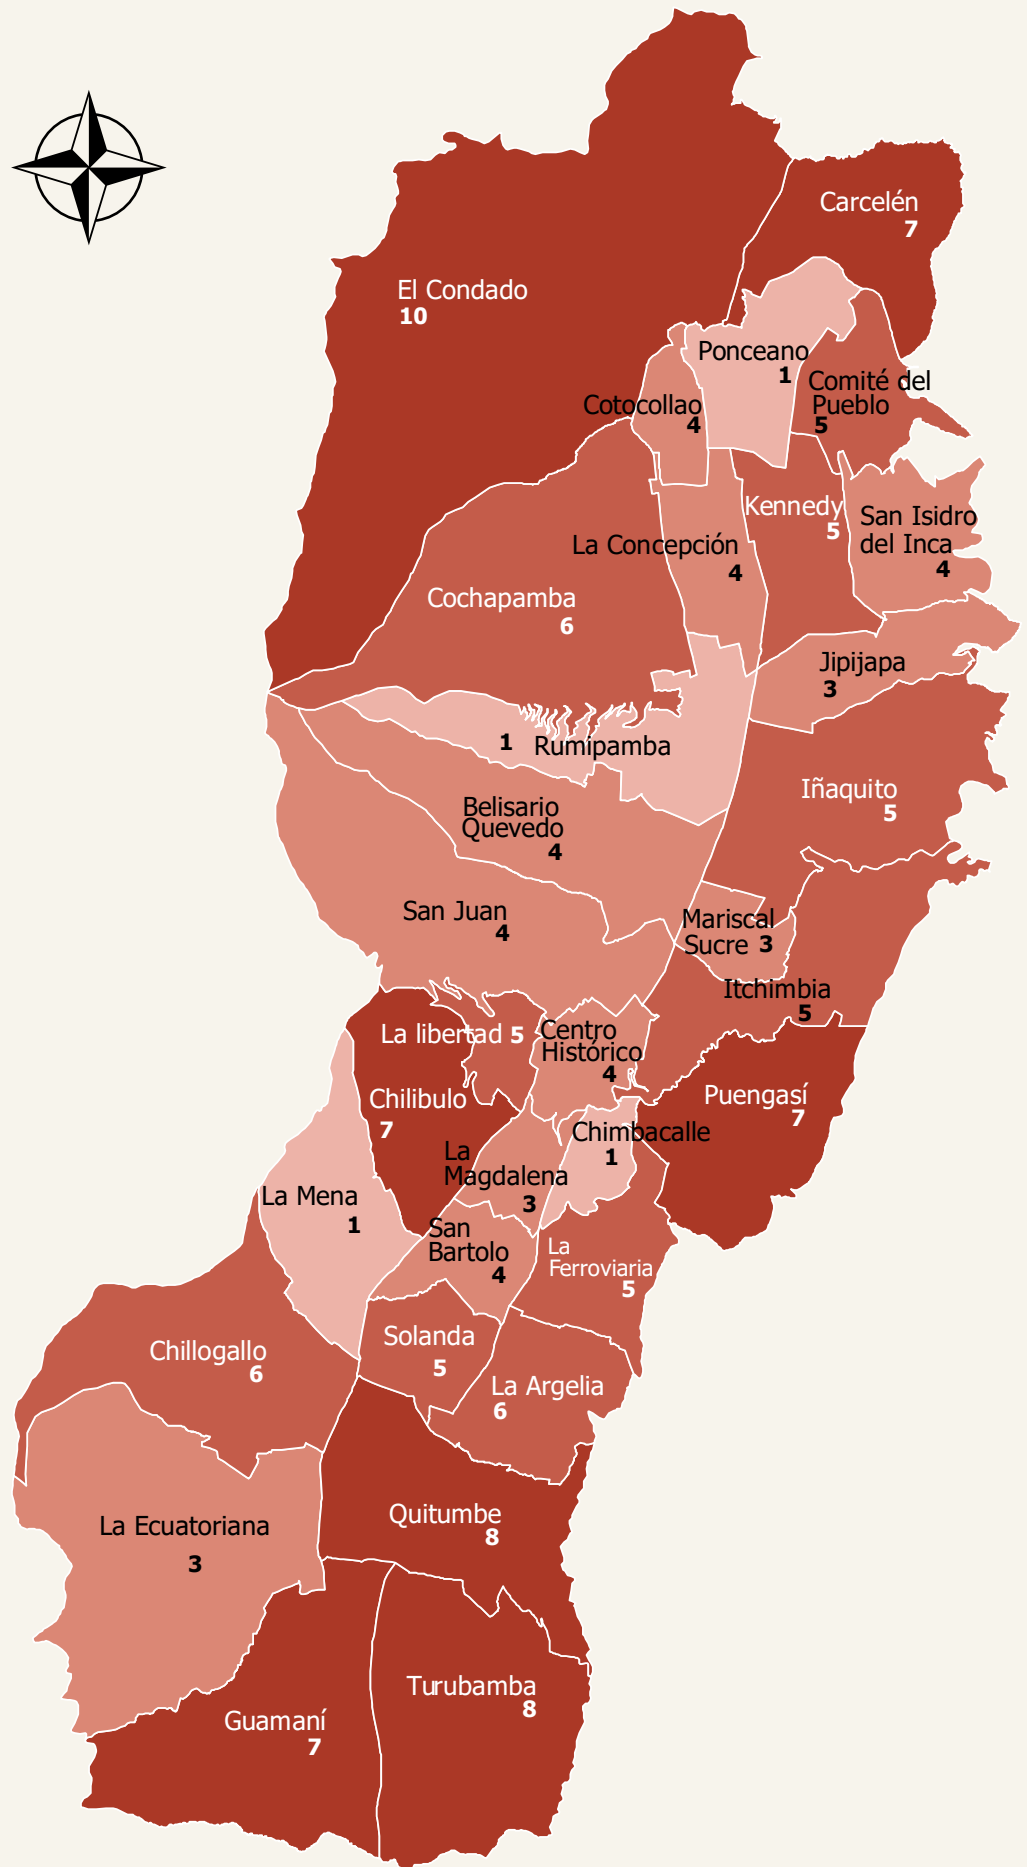 Carcelén
7
El Condado
10
Ponceano
1
Comité del
Pueblo
5
Cotocollao
4
Kennedy
5
San Isidro
del Inca
4
La Concepción
4
Cochapamba
6
Jipijapa
3
1 Rumipamba
Iñaquito
5
Belisario
Quevedo
4
San Juan
4
Mariscal
Sucre 3
Itchimbia
5
La libertad 5
Centro
Histórico
4
Chilibulo
7
Puengasí
7
Chimbacalle
1
La
Magdalena
3
La Mena
1
San
Bartolo
4
La
Ferroviaria
5
Solanda
5
Chillogallo
6
La Argelia
6
Quitumbe
8
La Ecuatoriana
3
Turubamba
8
Guamaní
7